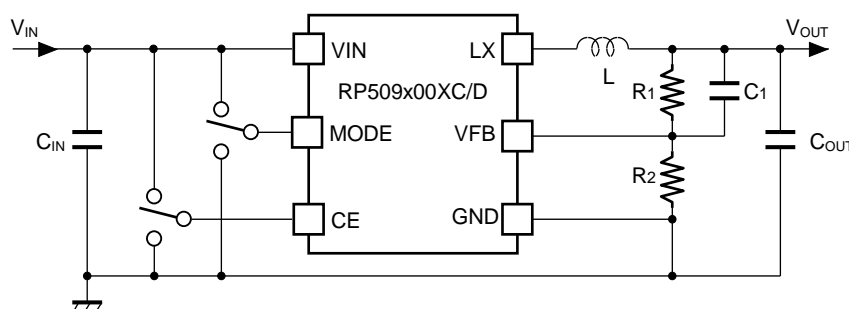 VIN
VIN
LX
L
VOUT
RP509x00XC/D
R1
C1
CIN
MODE
VFB
COUT
R2
CE
GND